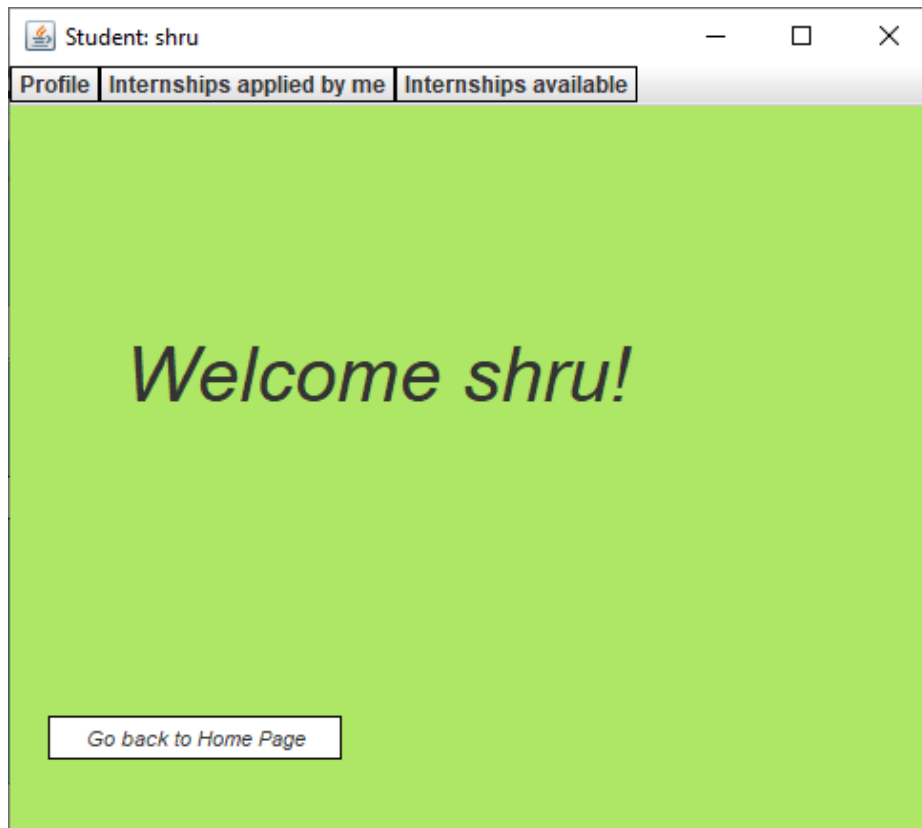 Student: shru
Profile Internships applied by me Internships available
Welcome shru!
Go back to Home Page